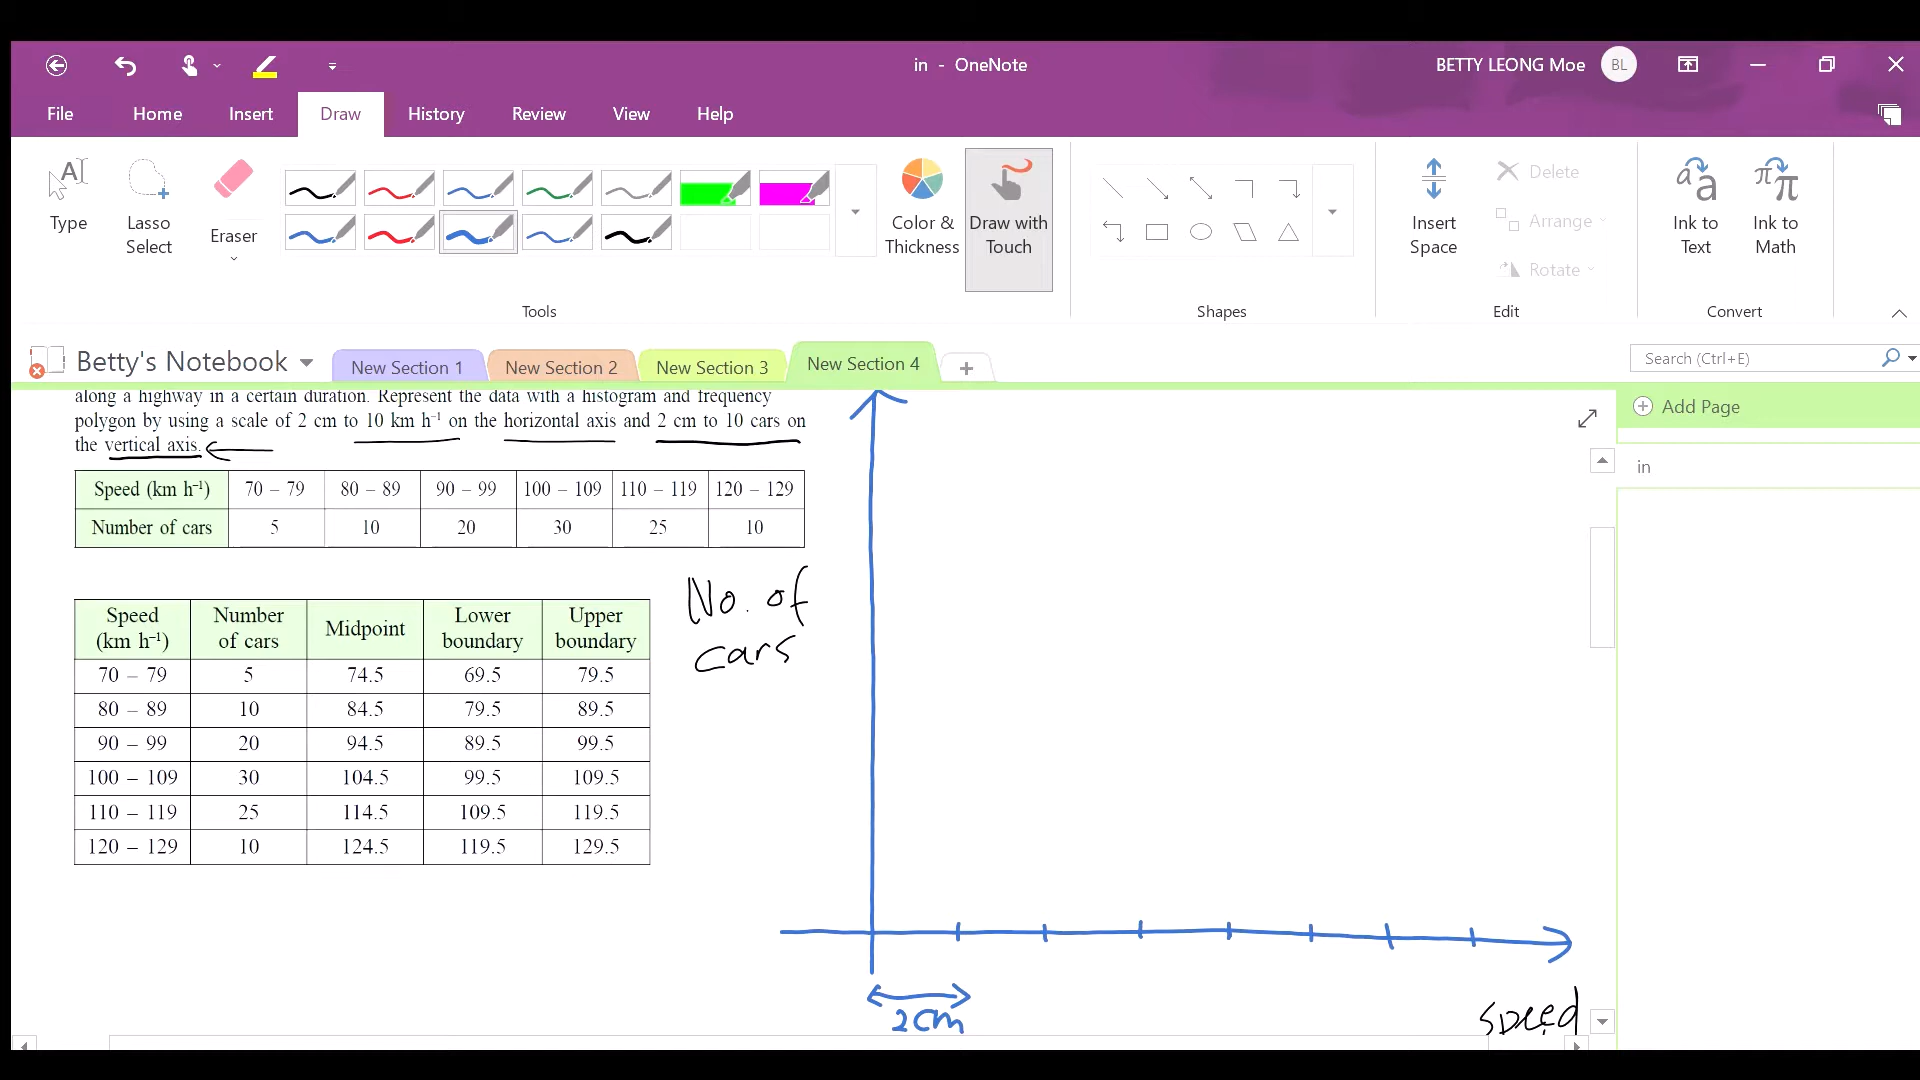 in - OneNote
BETTY LEONG Moe BL
File Home Insert Draw History Review View Help
Type
Lasso Select
Eraser
Color & Thickness
Draw with Touch
Insert Space
Delete
Arrange
Rotate
Ink to Text
Ink to Math
Tools Shapes Edit Convert
Betty's Notebook New Section 1 New Section 2 New Section 3 New Section 4 +
Search (Ctrl+E)
Add Page
in
along a highway in a certain duration. Represent the data with a histogram and frequency
polygon by using a scale of 2 cm to 10 km h⁻¹ on the horizontal axis and 2 cm to 10 cars on
the vertical axis.
Speed (km h⁻¹) 70 – 79 80 – 89 90 – 99 100 – 109 110 – 119 120 – 129
Number of cars 5 10 20 30 25 10
Speed (km h⁻¹) Number of cars Midpoint Lower boundary Upper boundary
70 – 79 5 74.5 69.5 79.5
80 – 89 10 84.5 79.5 89.5
90 – 99 20 94.5 89.5 99.5
100 – 109 30 104.5 99.5 109.5
110 – 119 25 114.5 109.5 119.5
120 – 129 10 124.5 119.5 129.5
No. of
cars
2cm
speed